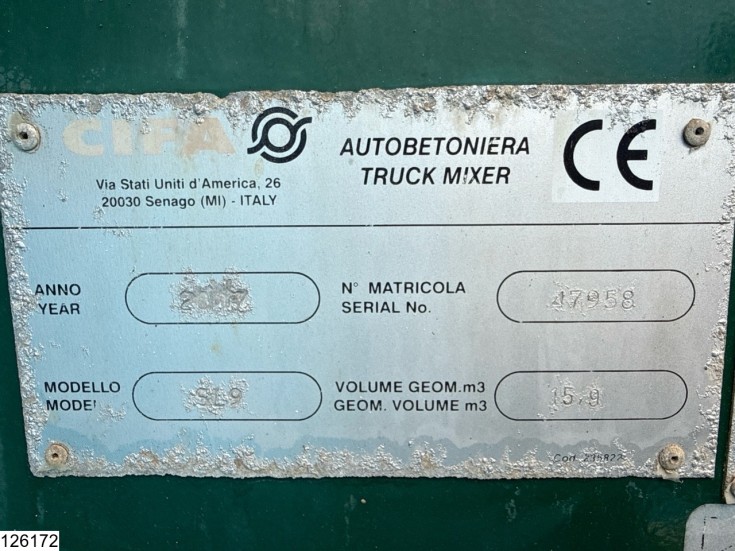 CIFA
AUTOBETONIERA
TRUCK MIXER
CE
Via Stati Uniti d'America, 26
20030 Senago (MI) - ITALY
ANNO
YEAR
N° MATRICOLA
SERIAL No.
47958
MODELLO
MODEL
SL9
VOLUME GEOM.m3
GEOM. VOLUME m3
15,9
126172